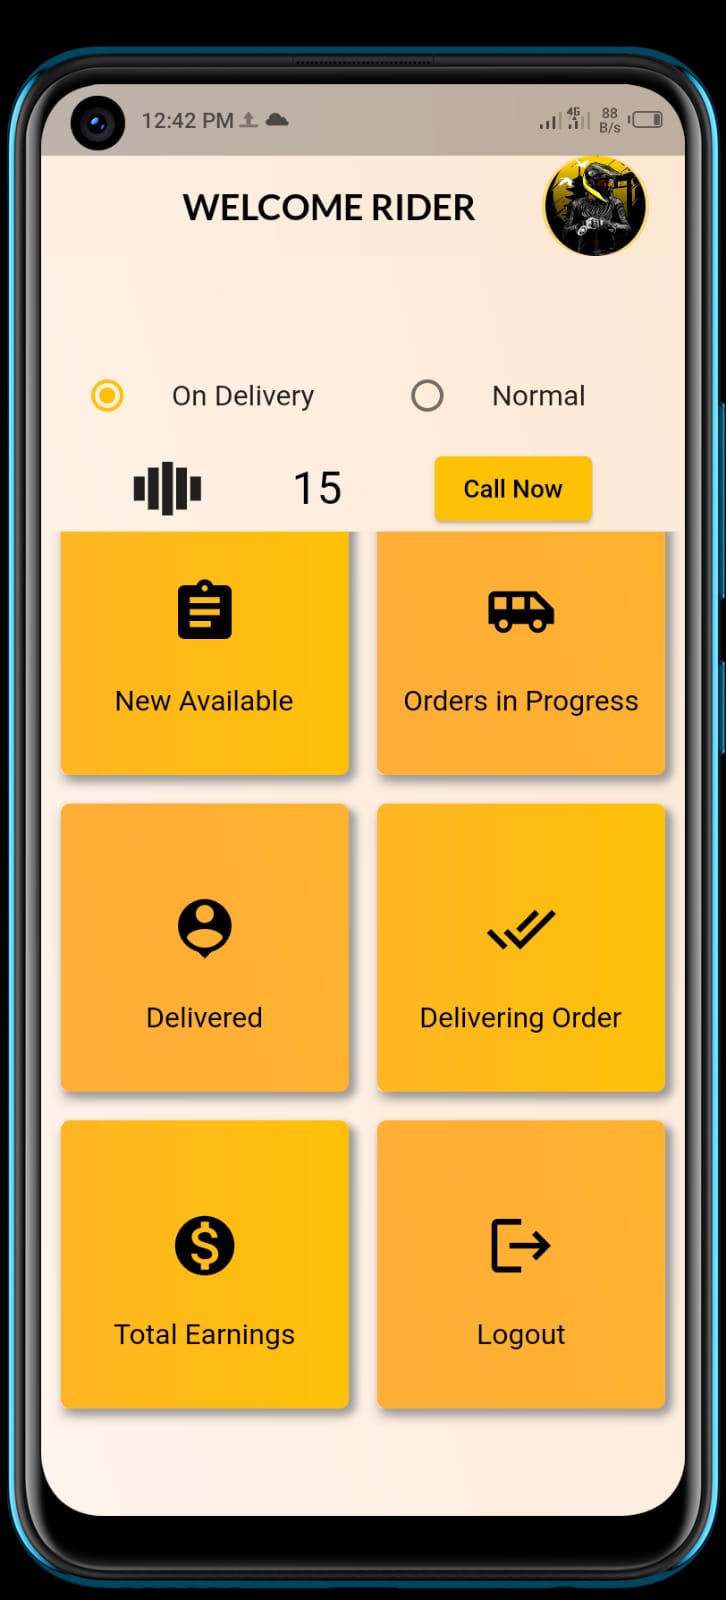 12:42 PM 4G 88 B/s
WELCOME RIDER
On Delivery Normal
15 Call Now
New Available Orders in Progress
Delivered Delivering Order
Total Earnings Logout